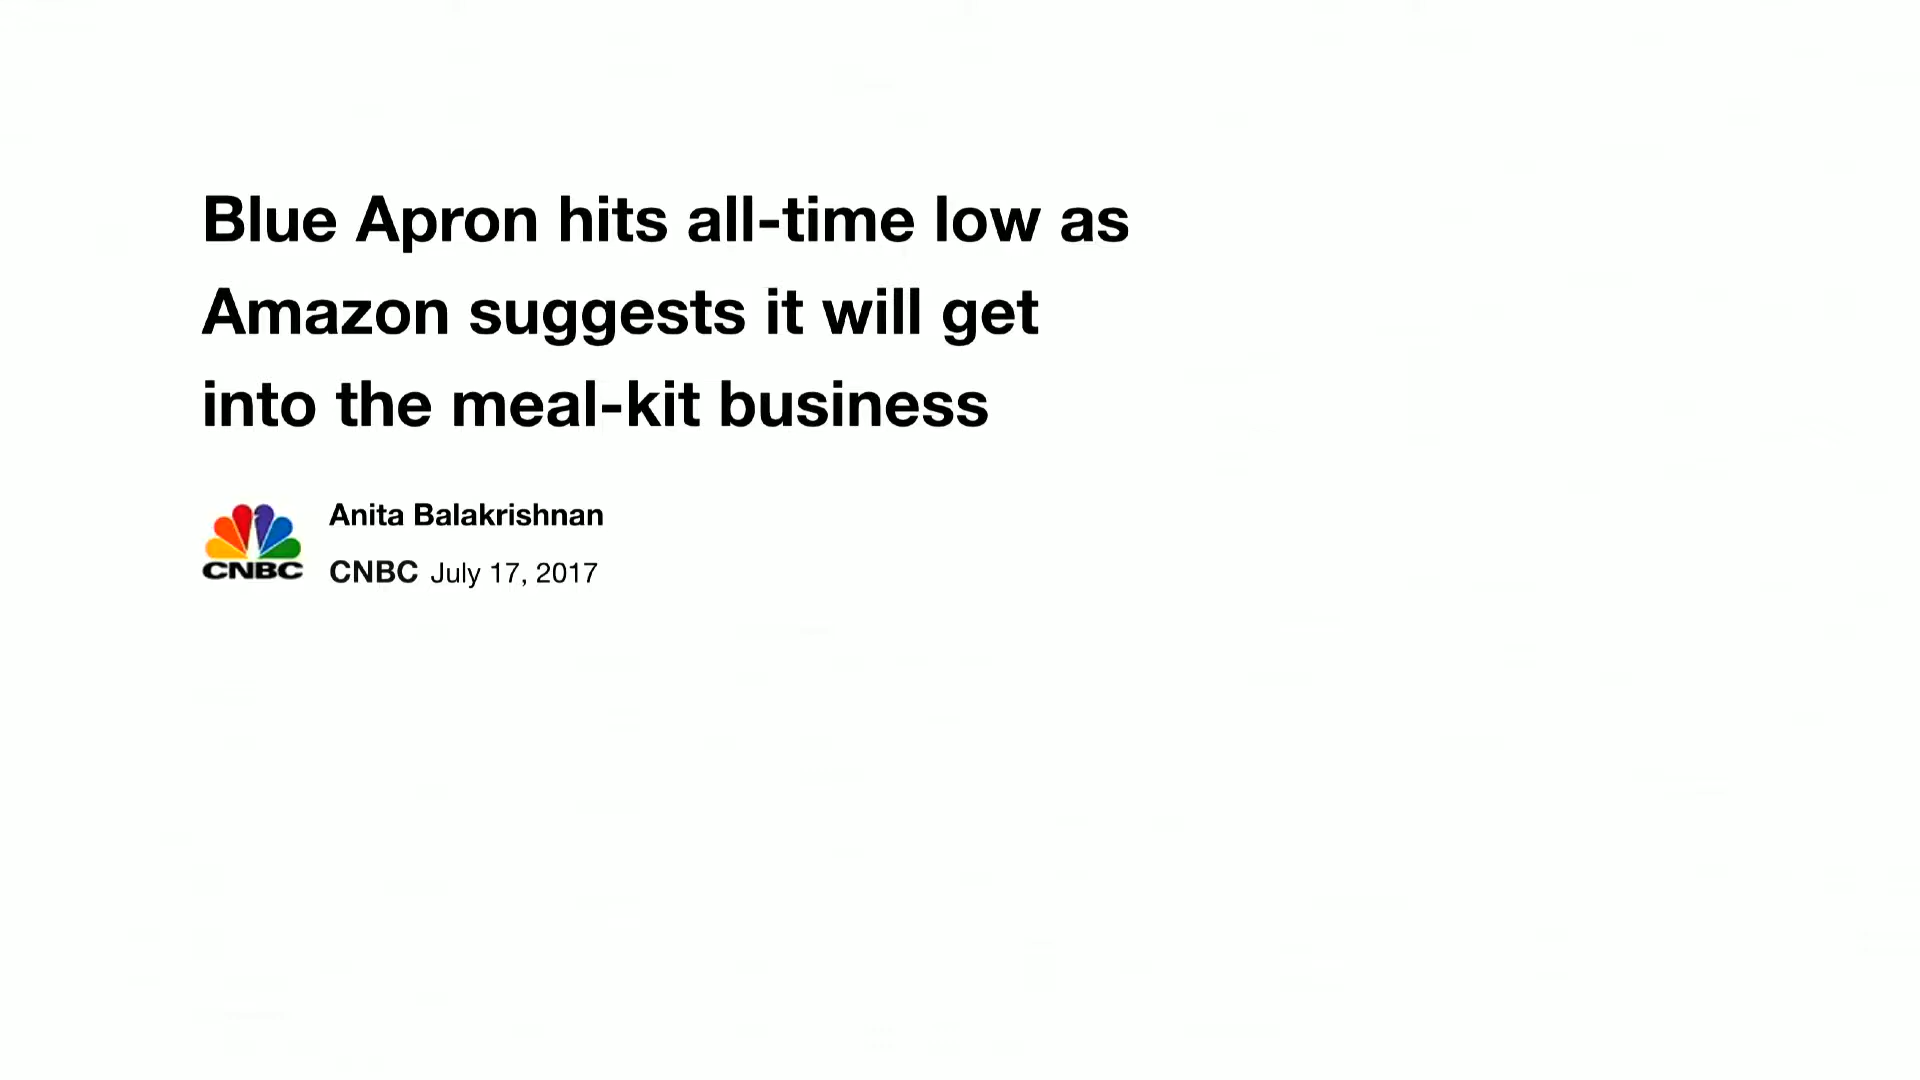 Blue Apron hits all-time low as
Amazon suggests it will get
into the meal-kit business
Anita Balakrishnan
CNBC
CNBC July 17, 2017